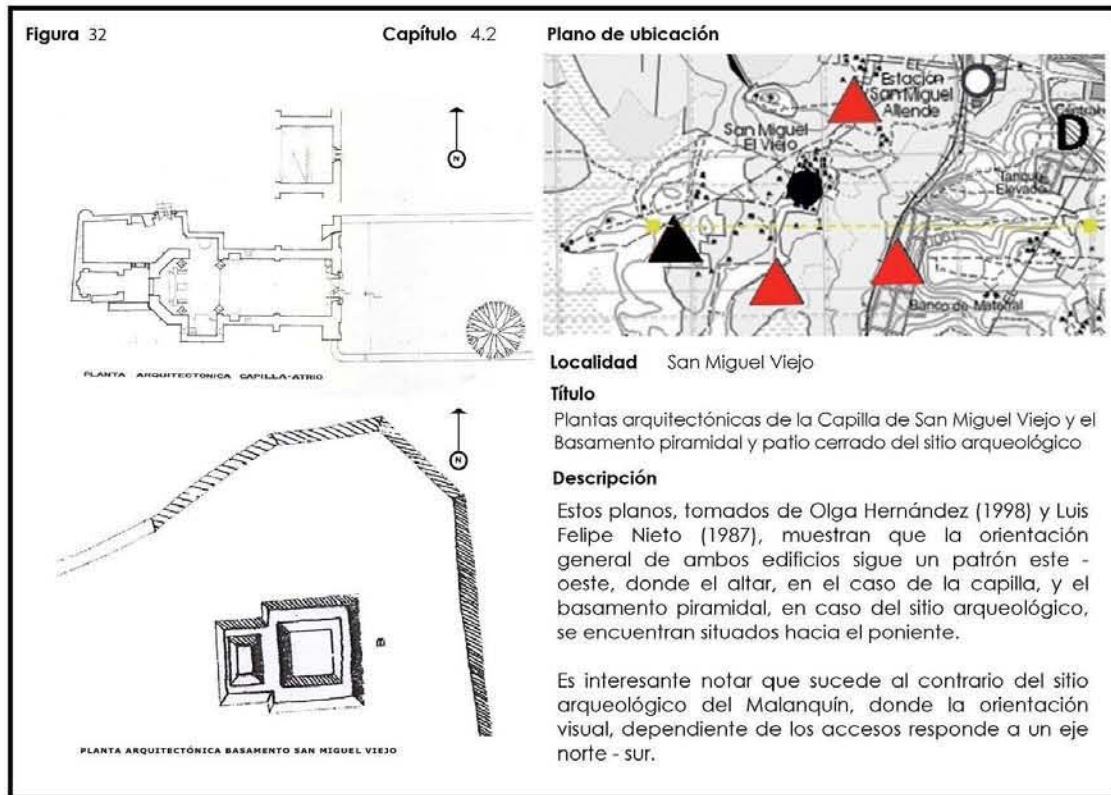 Figura 32
Capítulo 4.2
N
PLANTA ARQUITECTONICA CAPILLA-ATRIO
N
PLANTA ARQUITECTÓNICA BASAMENTO SAN MIGUEL VIEJO
Plano de ubicación
Estación
San Miguel
Allende
San Miguel
El Viejo
Central
D
Tanque
Elevado
Banco de Material
Localidad San Miguel Viejo
Título
Plantas arquitectónicas de la Capilla de San Miguel Viejo y el
Basamento piramidal y patio cerrado del sitio arqueológico
Descripción
Estos planos, tomados de Olga Hernández (1998) y Luis
Felipe Nieto (1987), muestran que la orientación
general de ambos edificios sigue un patrón este -
oeste, donde el altar, en el caso de la capilla, y el
basamento piramidal, en caso del sitio arqueológico,
se encuentran situados hacia el poniente.
Es interesante notar que sucede al contrario del sitio
arqueológico del Malanquín, donde la orientación
visual, dependiente de los accesos responde a un eje
norte - sur.